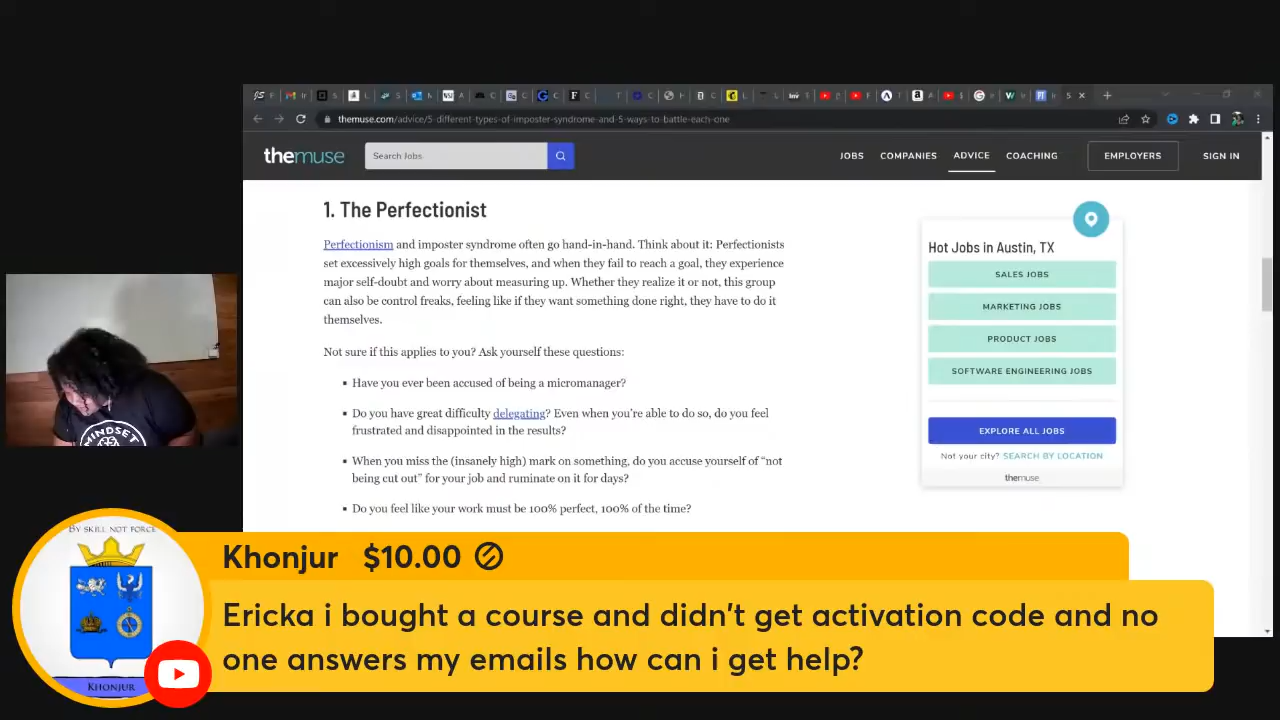 themuse.com/advice/5-different-types-of-imposter-syndrome-and-5-ways-to-battle-each-one
themuse
Search Jobs
JOBS COMPANIES ADVICE COACHING EMPLOYERS SIGN IN
1. The Perfectionist
Perfectionism and imposter syndrome often go hand-in-hand. Think about it: Perfectionists
set excessively high goals for themselves, and when they fail to reach a goal, they experience
major self-doubt and worry about measuring up. Whether they realize it or not, this group
can also be control freaks, feeling like if they want something done right, they have to do it
themselves.
Not sure if this applies to you? Ask yourself these questions:
▪ Have you ever been accused of being a micromanager?
▪ Do you have great difficulty delegating? Even when you’re able to do so, do you feel
frustrated and disappointed in the results?
▪ When you miss the (insanely high) mark on something, do you accuse yourself of “not
being cut out” for your job and ruminate on it for days?
▪ Do you feel like your work must be 100% perfect, 100% of the time?
Hot Jobs in Austin, TX
SALES JOBS
MARKETING JOBS
PRODUCT JOBS
SOFTWARE ENGINEERING JOBS
EXPLORE ALL JOBS
Not your city? SEARCH BY LOCATION
themuse
MINDSET
BY SKILL NOT FORCE
KHONJUR
Khonjur $10.00
Ericka i bought a course and didn't get activation code and no
one answers my emails how can i get help?